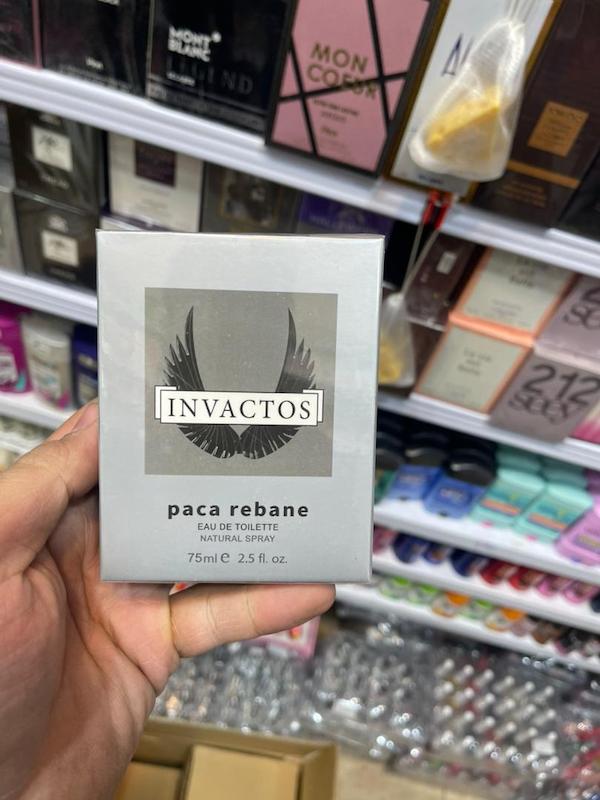 MONT
BLANC
LEGEND
MON
CŒUR
INVACTOS
paca rebane
EAU DE TOILETTE
NATURAL SPRAY
75ml e 2.5 fl. oz.
212
sexy